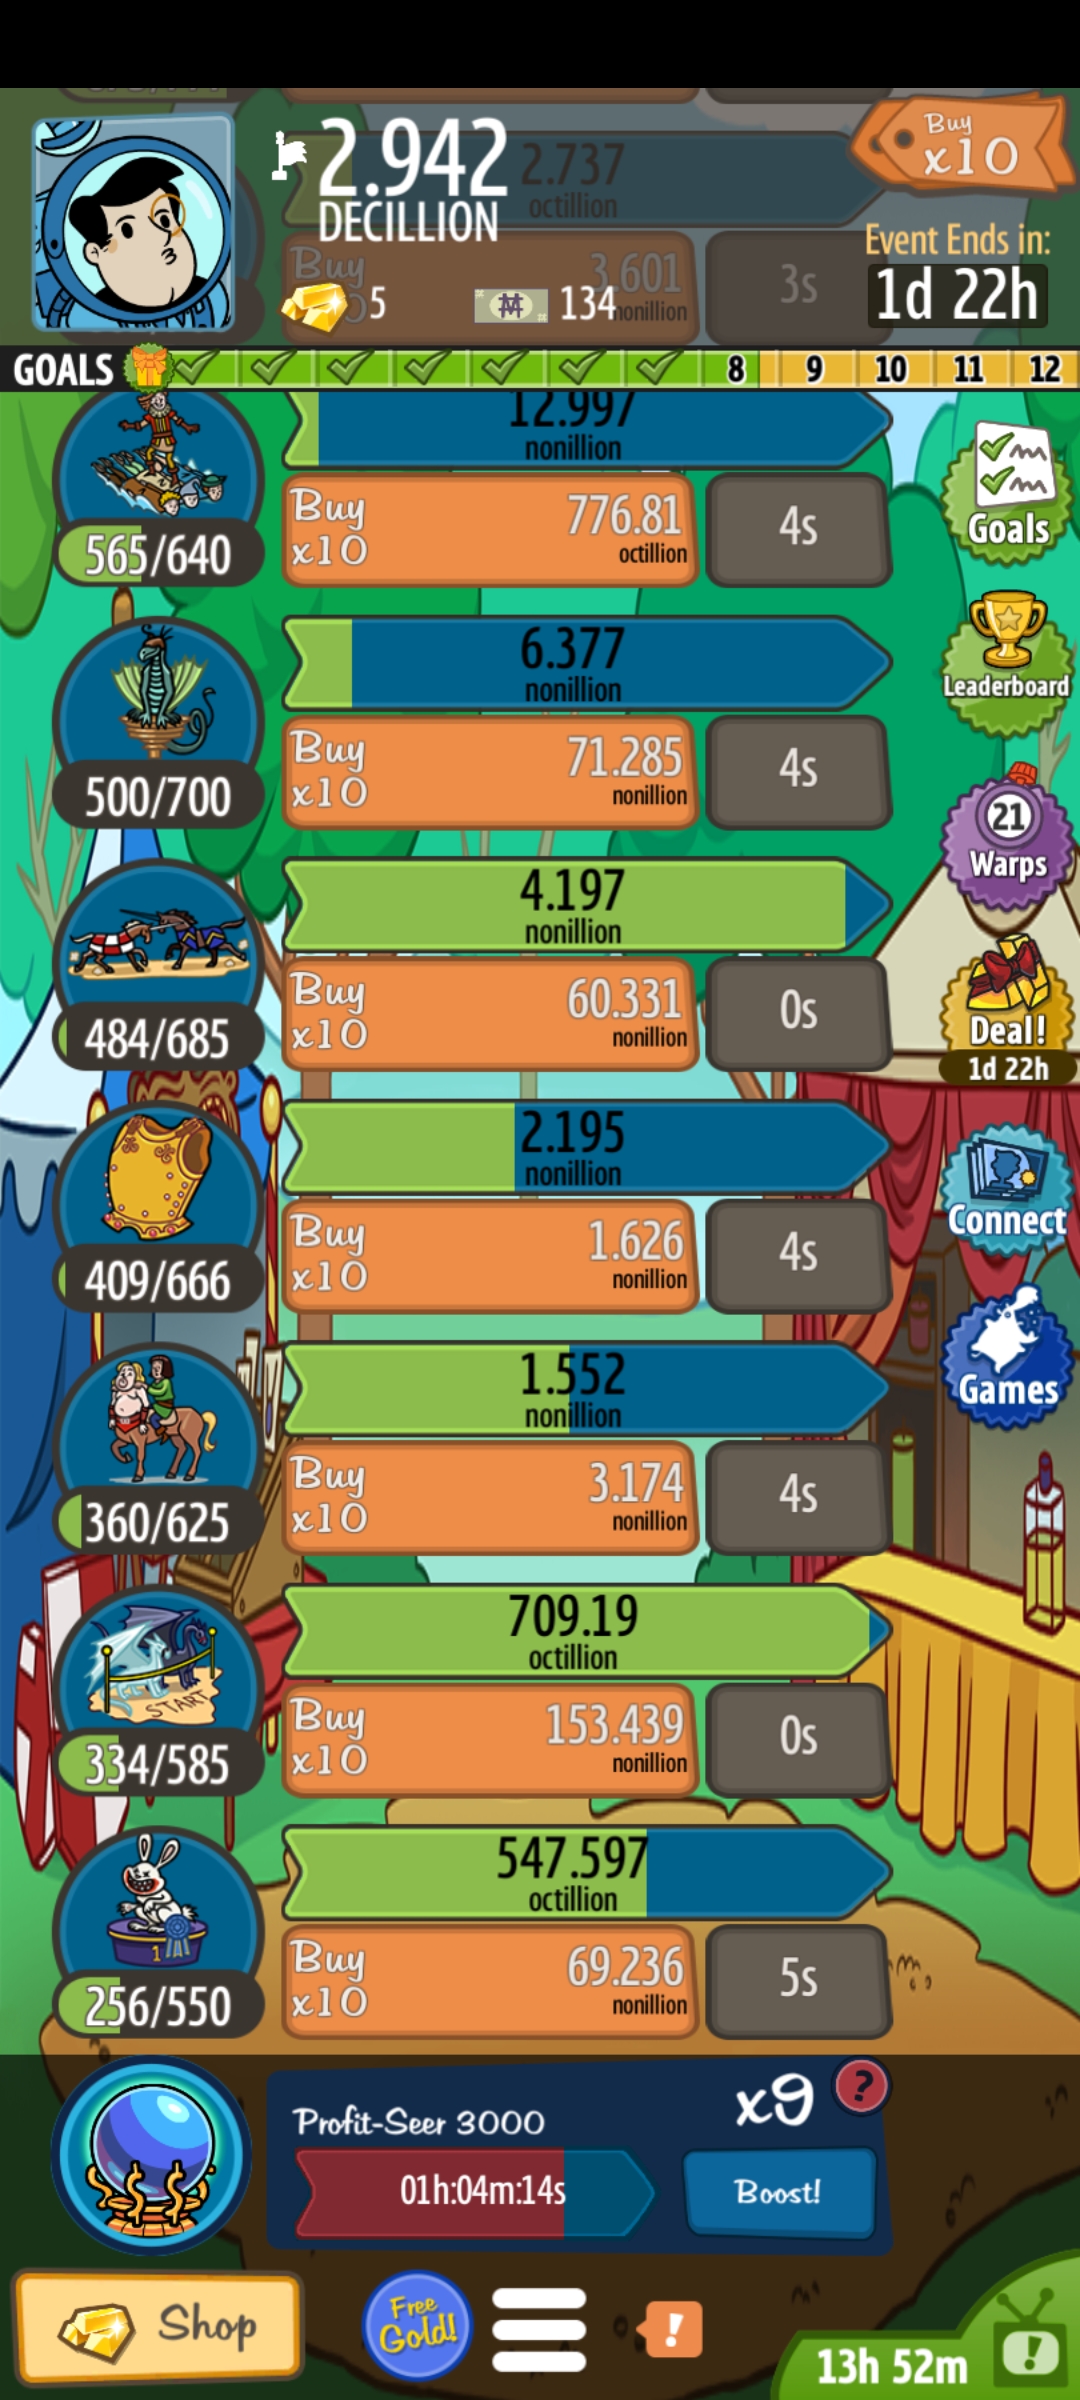 Buy
x10
2.942
DECILLION
2.737
octillion
Event Ends in:
1d 22h
Buy
3.601
nonillion
3s
5
134
GOALS
8 9 10 11 12
12.997
nonillion
565/640
Buy
x10
776.81
octillion
4s
Goals
6.377
nonillion
500/700
Buy
x10
71.285
nonillion
4s
Leaderboard
21
Warps
4.197
nonillion
484/685
Buy
x10
60.331
nonillion
0s
Deal!
1d 22h
2.195
nonillion
409/666
Buy
x10
1.626
nonillion
4s
Connect
1.552
nonillion
360/625
Buy
x10
3.174
nonillion
4s
Games
709.19
octillion
START
334/585
Buy
x10
153.439
nonillion
0s
547.597
octillion
1
256/550
Buy
x10
69.236
nonillion
5s
Profit-Seer 3000
x9
?
01h:04m:14s
Boost!
Shop
Free
Gold!
!
13h 52m
!